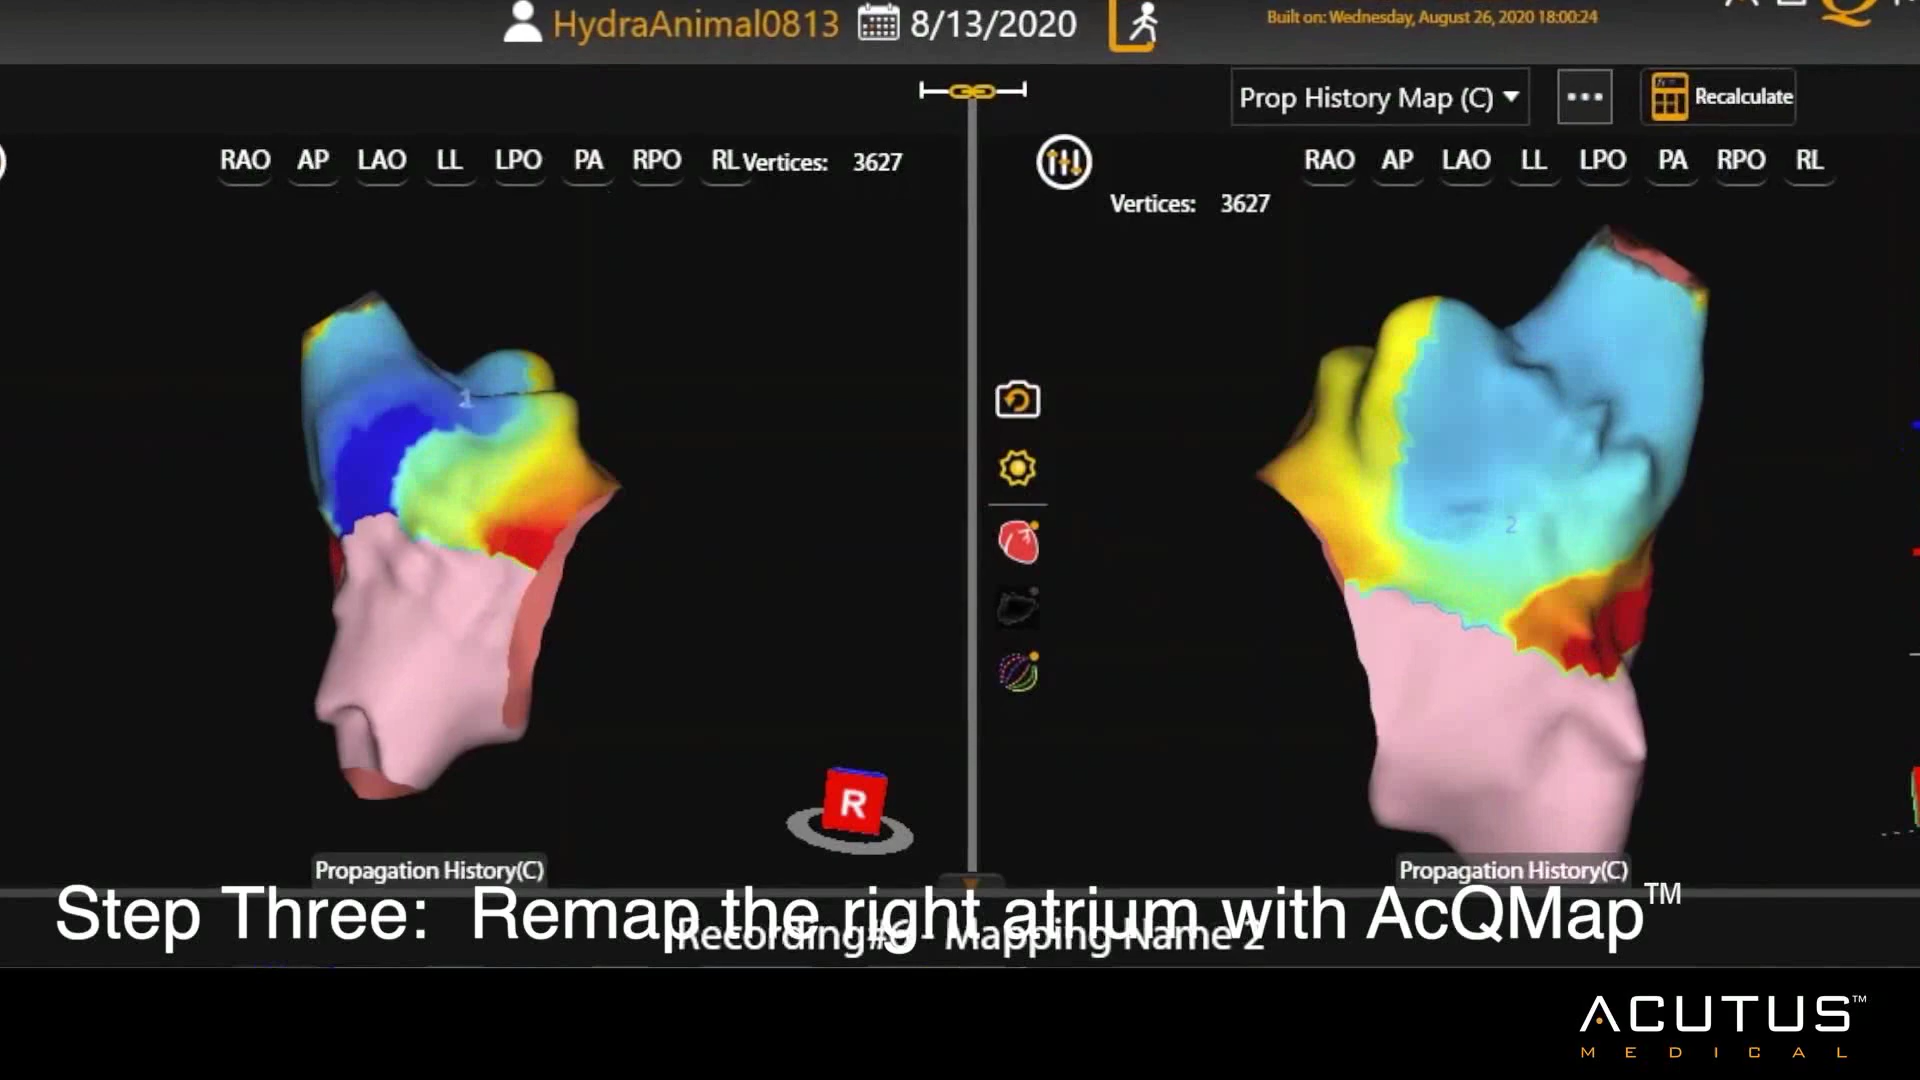 HydraAnimal0813 8/13/2020
Built on: Wednesday, August 26, 2020 18:00:24
Prop History Map (C) ... Recalculate
RAO AP LAO LL LPO PA RPO RL Vertices: 3627
RAO AP LAO LL LPO PA RPO RL
Vertices: 3627
1
2
R
Propagation History(C)
Propagation History(C)
Step Three: Remap the right atrium with AcQMap™
Recording#6 - Mapping Name 2
ACUTUS™
MEDICAL